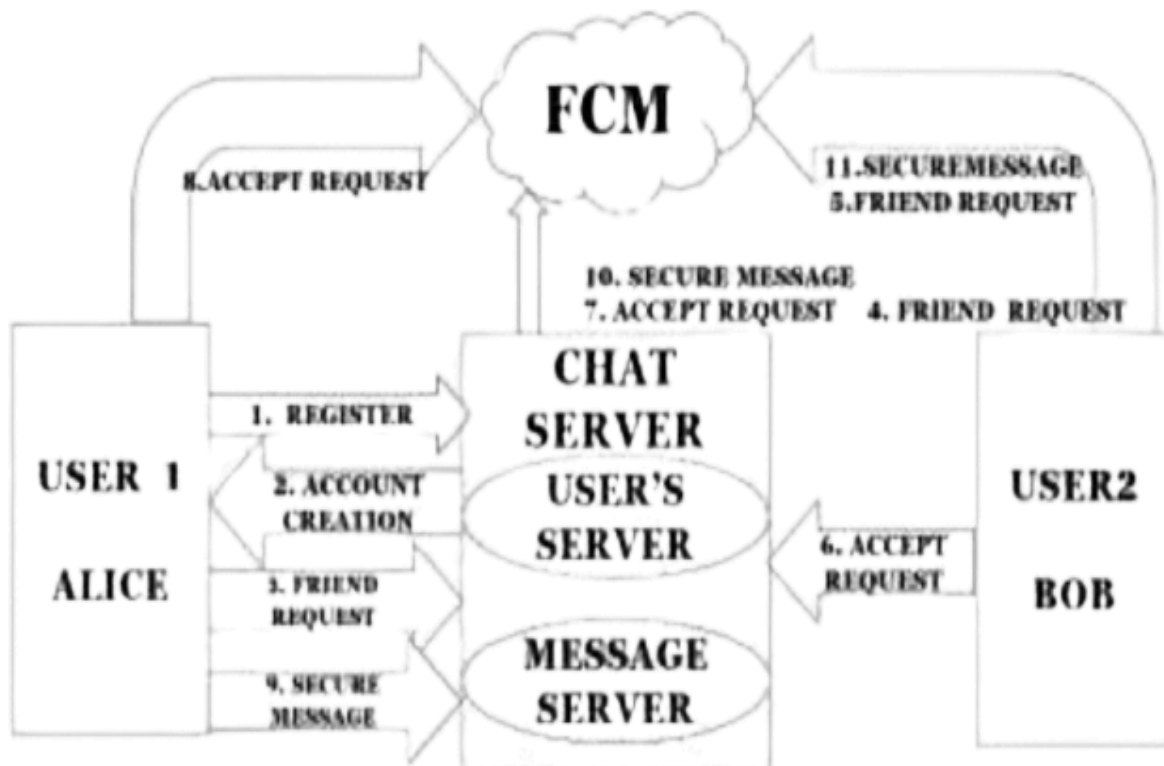 FCM
8.ACCEPT REQUEST
11.SECUREMESSAGE
5.FRIEND REQUEST
10. SECURE MESSAGE
7. ACCEPT REQUEST 4. FRIEND REQUEST
CHAT
SERVER
1. REGISTER
USER 1
ALICE
2. ACCOUNT
CREATION
USER'S
SERVER
USER2
BOB
6. ACCEPT
REQUEST
3. FRIEND
REQUEST
MESSAGE
SERVER
9. SECURE
MESSAGE